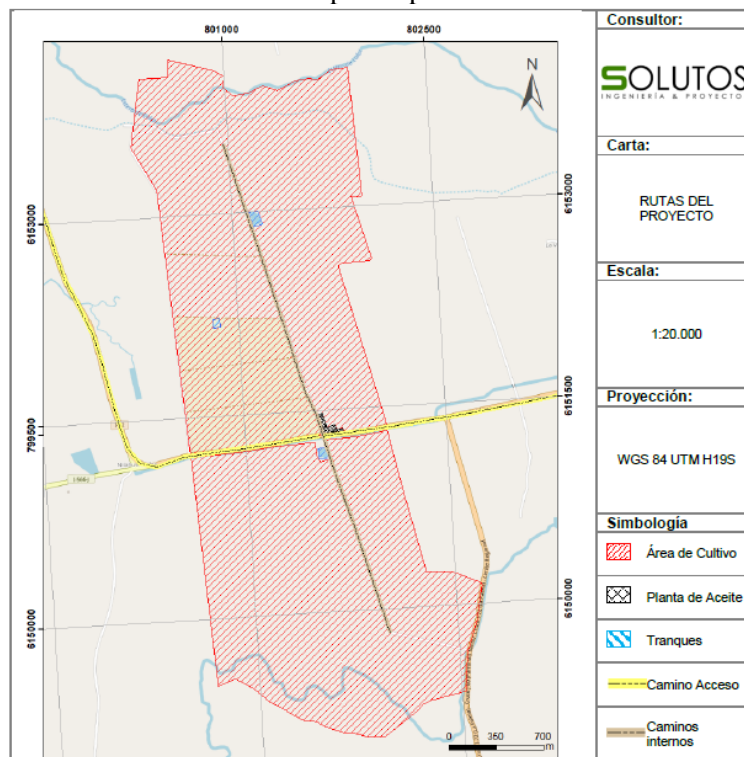 801000
802500
N
6153000
6153000
6151500
799500
6150000
6150000
0 350 700
m
Consultor:
SOLUTOS
INGENIERÍA & PROYECTO
Carta:
RUTAS DEL
PROYECTO
Escala:
1:20.000
Proyección:
WGS 84 UTM H19S
Simbología
Área de Cultivo
Planta de Aceite
Tranques
Camino Acceso
Caminos
internos